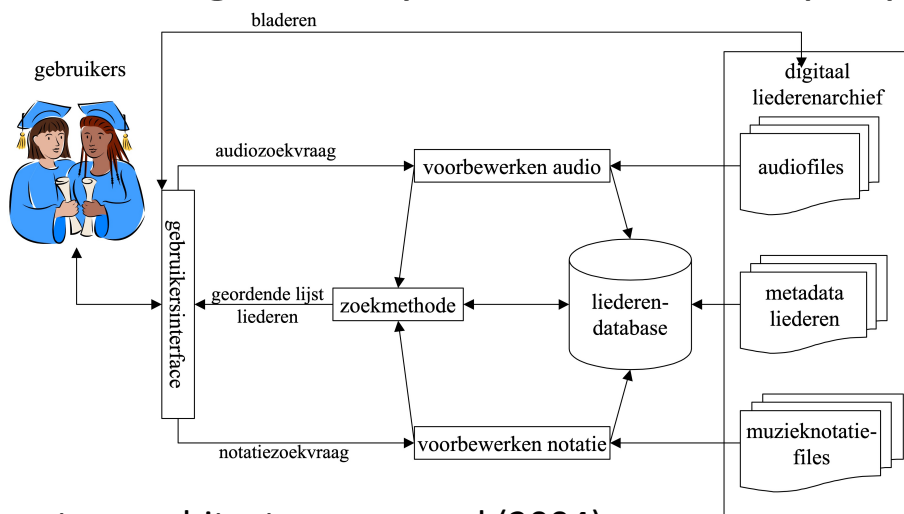 bladeren
gebruikers
digitaal
liederenarchief
audiozoekvraag
voorbewerken audio
audiofiles
gebruikersinterface
geordende lijst
liederen
zoekmethode
liederen-
database
metadata
liederen
notatiezoekvraag
voorbewerken notatie
muzieknotatie-
files